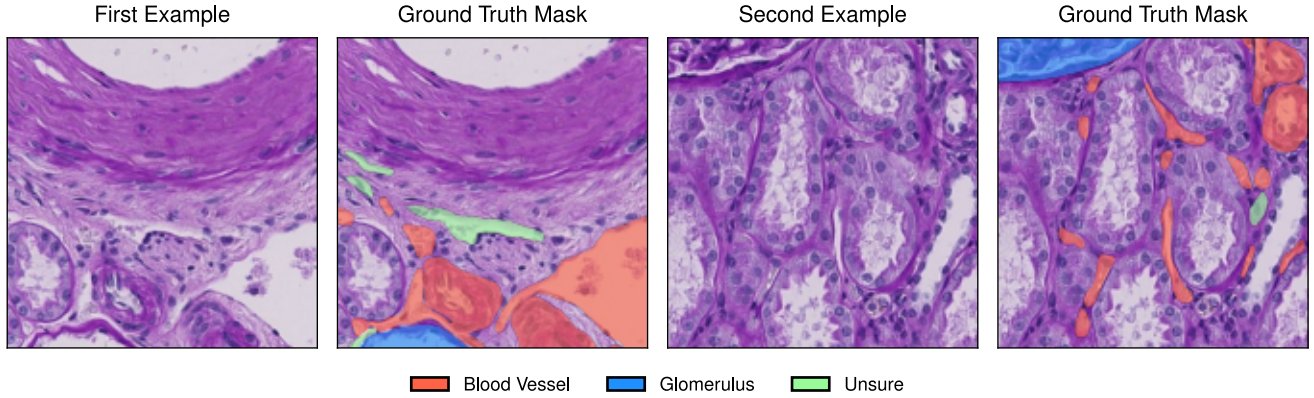 First Example
Ground Truth Mask
Second Example
Ground Truth Mask
Blood Vessel
Glomerulus
Unsure